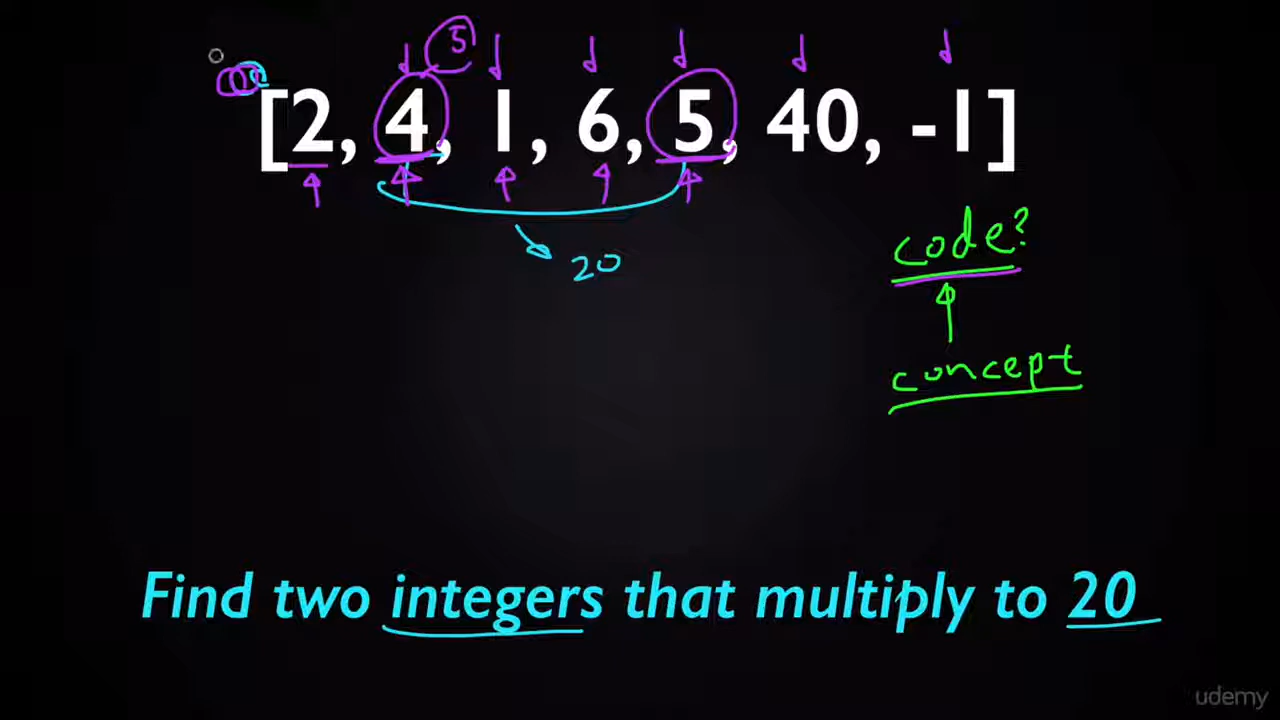 5
[2, 4, 1, 6, 5, 40, -1]
code?
20
concept
Find two integers that multiply to 20
udemy